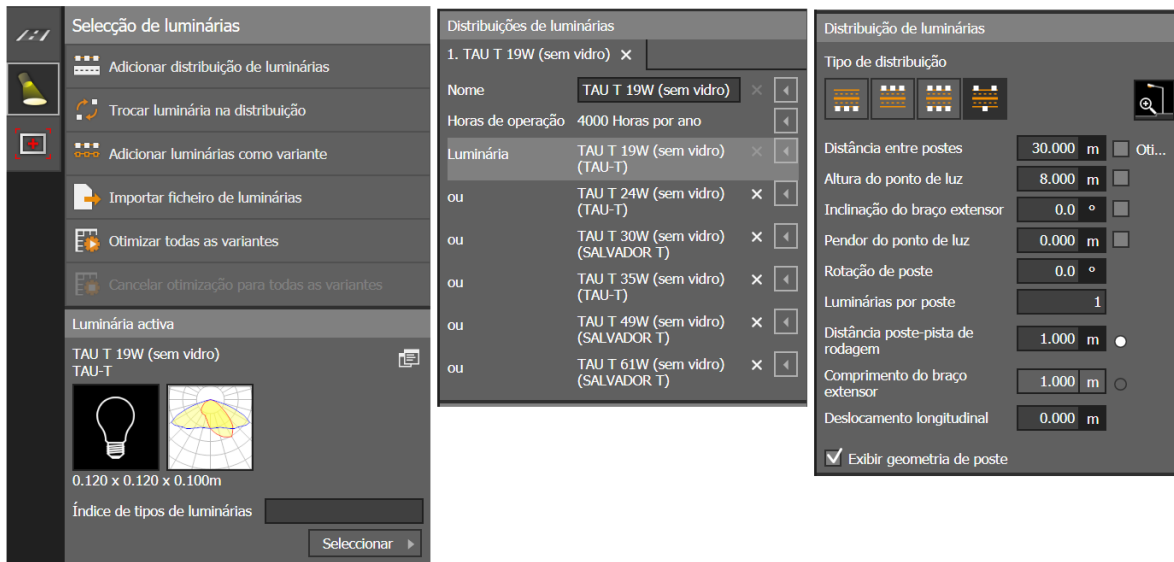 Selecção de luminárias
Adicionar distribuição de luminárias
Trocar luminária na distribuição
Adicionar luminárias como variante
Importar ficheiro de luminárias
Otimizar todas as variantes
Cancelar otimização para todas as variantes
Luminária activa
TAU T 19W (sem vidro)
TAU-T
0.120 x 0.120 x 0.100m
Índice de tipos de luminárias
Seleccionar
Distribuições de luminárias
1. TAU T 19W (sem vidro)
Nome TAU T 19W (sem vidro)
Horas de operação 4000 Horas por ano
Luminária TAU T 19W (sem vidro)
(TAU-T)
ou TAU T 24W (sem vidro)
(TAU-T)
ou TAU T 30W (sem vidro)
(SALVADOR T)
ou TAU T 35W (sem vidro)
(TAU-T)
ou TAU T 49W (sem vidro)
(SALVADOR T)
ou TAU T 61W (sem vidro)
(SALVADOR T)
Distribuição de luminárias
Tipo de distribuição
Distância entre postes 30.000 m Oti...
Altura do ponto de luz 8.000 m
Inclinação do braço extensor 0.0 °
Pendor do ponto de luz 0.000 m
Rotação de poste 0.0 °
Luminárias por poste 1
Distância poste-pista de
rodagem 1.000 m
Comprimento do braço
extensor 1.000 m
Deslocamento longitudinal 0.000 m
Exibir geometria de poste